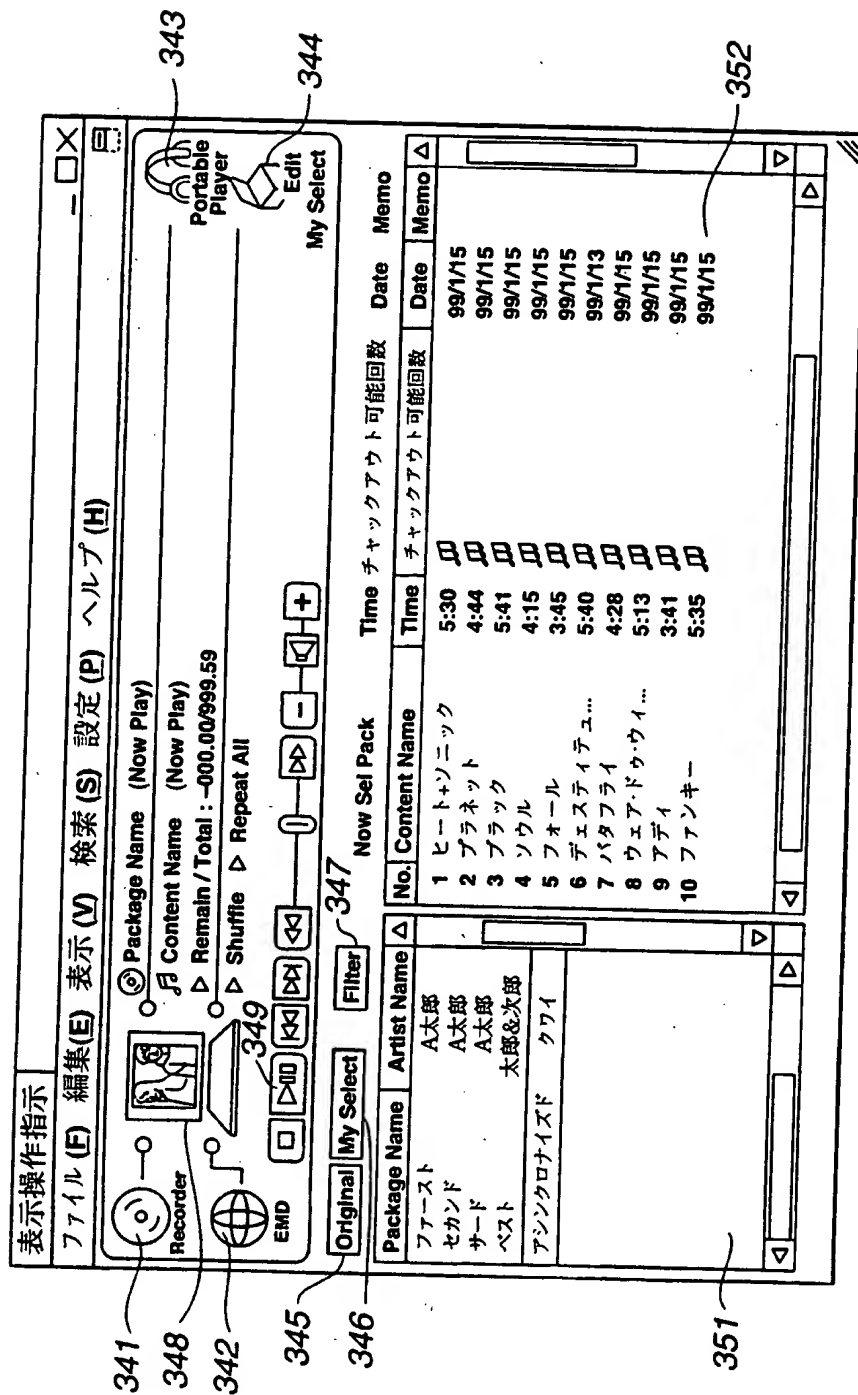 表示操作指示
ファイル(F) 編集(E) 表示(V) 検索(S) 設定(P) ヘルプ(H)
341
Recorder
348
342
EMD
Package Name (Now Play)
Content Name (Now Play)
Remain / Total : –000.00/999.59
Shuffle ▷ Repeat All
349
Portable
Player
343
Edit
My Select
344
345
Original
My Select
346
Filter
347
Now Sel Pack
Time チャックアウト可能回数 Date Memo
Package Name Artist Name
ファースト A太郎
セカンド A太郎
サード A太郎
ベスト 太郎&次郎
アシンクロナイズド クワイ
351
No. Content Name Time チャックアウト可能回数 Date Memo
1 ヒート+ソニック 5:30 99/1/15
2 プラネット 4:44 99/1/15
3 ブラック 5:41 99/1/15
4 ソウル 4:15 99/1/15
5 フォール 3:45 99/1/15
6 デェスティテュ... 5:40 99/1/13
7 バタフライ 4:28 99/1/15
8 ウェア・ドゥ・ウィ... 5:13 99/1/15
9 アディ 3:41 99/1/15
10 ファンキー 5:35 99/1/15
352